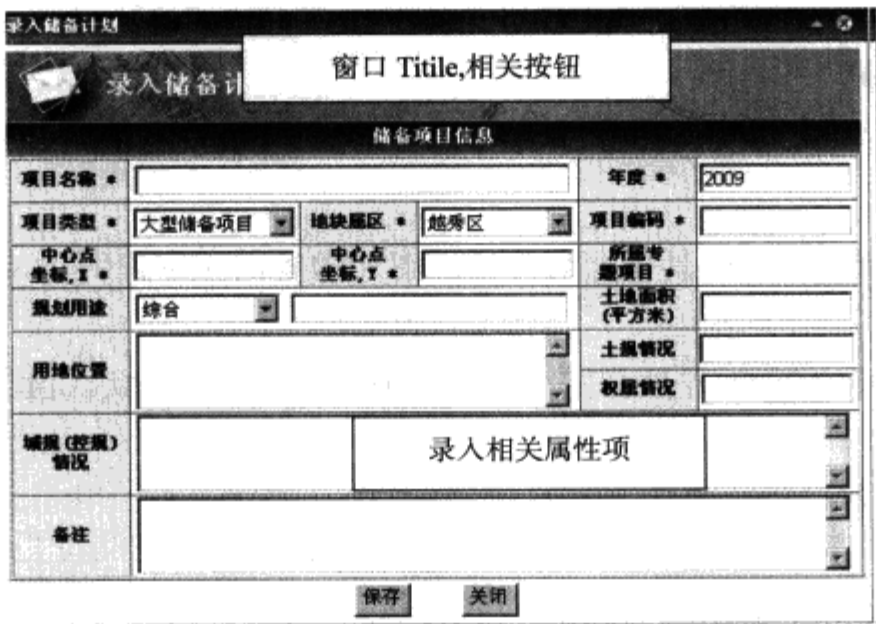 录入储备计划
窗口 Titile,相关按钮
录入储备计
储备项目信息
项目名称 *
年度 * 2009
项目类型 * 大型储备项目 地块属区 * 越秀区 项目编码 *
中心点
坐标,X *
中心点
坐标,Y *
所属专
题项目 *
规划用途 综合
土地面积
(平方米)
用地位置
土规情况
权属情况
城规(控规)
情况
录入相关属性项
备注
保存 关闭